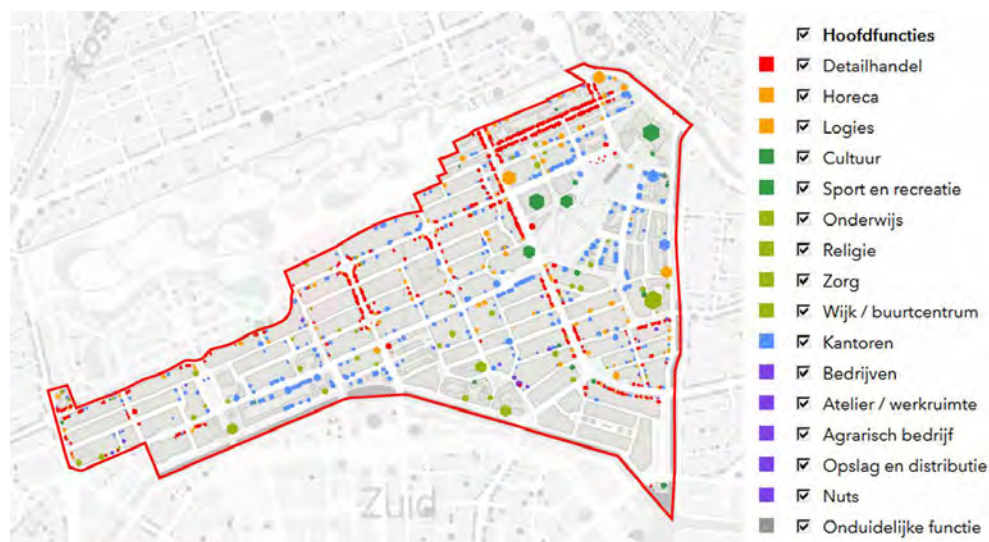 Hoofdfuncties
Detailhandel
Horeca
Logies
Cultuur
Sport en recreatie
Onderwijs
Religie
Zorg
Wijk / buurtcentrum
Kantoren
Bedrijven
Atelier / werkruimte
Agrarisch bedrijf
Opslag en distributie
Nuts
Onduidelijke functie
Zuid